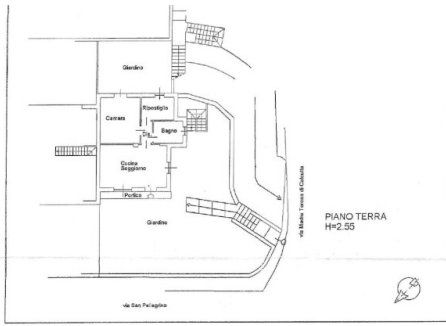 Giardino
Ripostiglio
Camera
Dis
Bagno
Cucina
Soggiorno
Portico
Giardino
via Madre Teresa di Calcutta
PIANO TERRA
H=2.55
via San Pellegrino